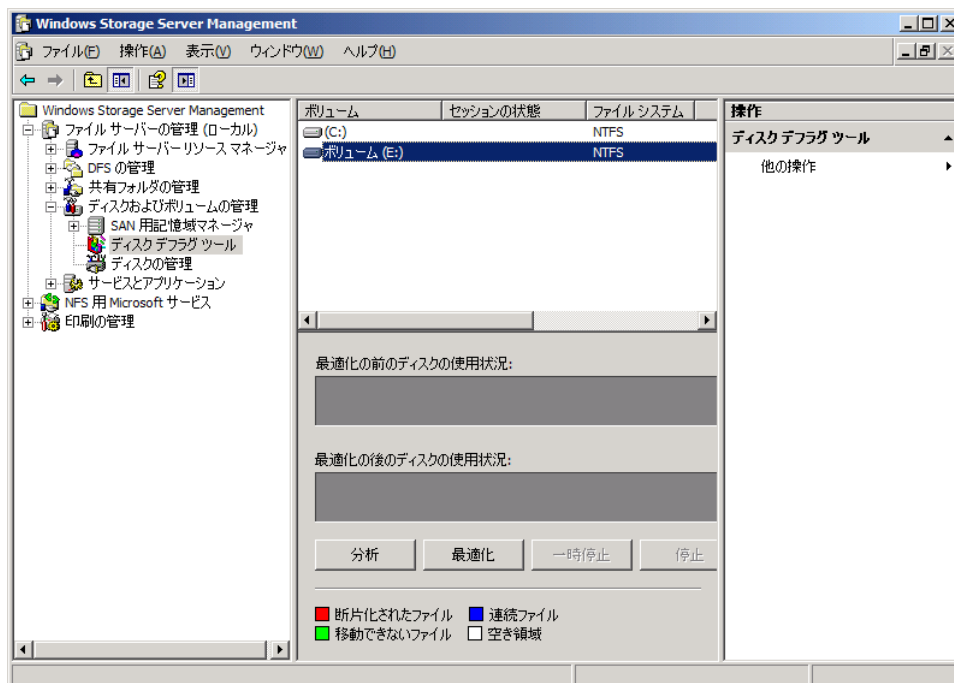 Windows Storage Server Management
ファイル(F) 操作(A) 表示(V) ウィンドウ(W) ヘルプ(H)
Windows Storage Server Management
ファイル サーバーの管理 (ローカル)
ファイル サーバー リソース マネージャ
DFS の管理
共有フォルダの管理
ディスクおよびボリュームの管理
SAN 用記憶域マネージャ
ディスク デフラグ ツール
ディスクの管理
サービスとアプリケーション
NFS 用 Microsoft サービス
印刷の管理
ボリューム セッションの状態 ファイル システム
(C:) NTFS
ボリューム (E:) NTFS
最適化の前のディスクの使用状況:
最適化の後のディスクの使用状況:
分析 最適化 一時停止 停止
断片化されたファイル 連続ファイル
移動できないファイル 空き領域
操作
ディスク デフラグ ツール
他の操作